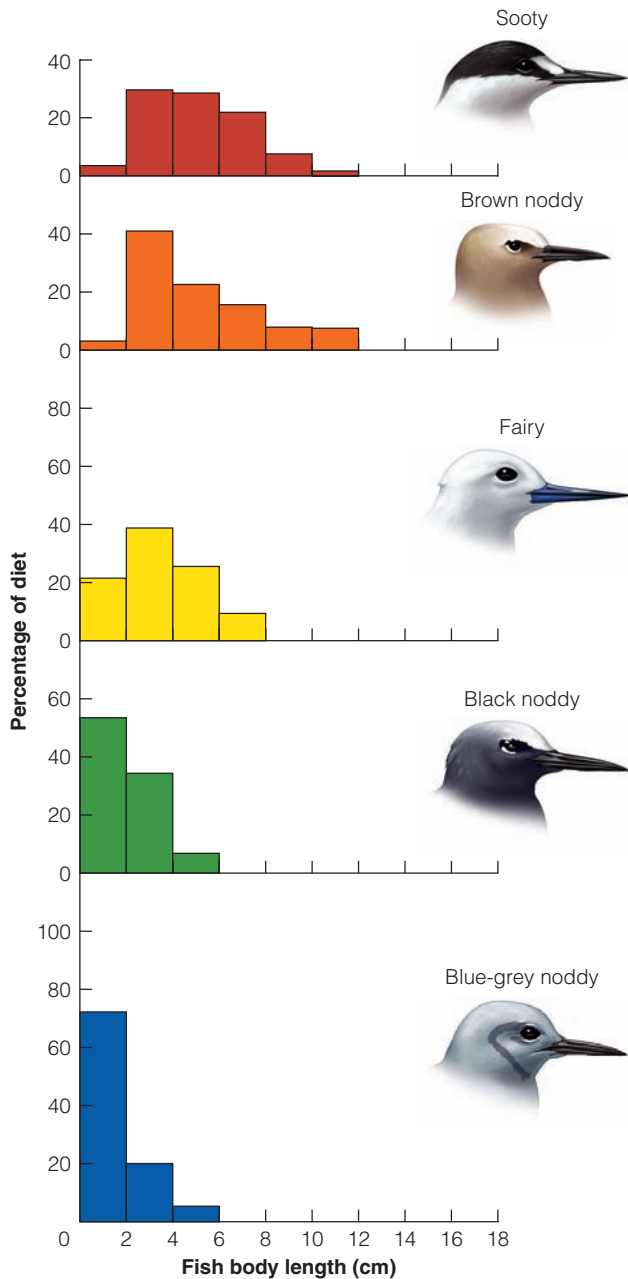 Sooty
40
30
20
0
Brown noddy
40
20
0
Fairy
80
60
40
20
0
Black noddy
60
40
20
0
Blue-grey noddy
100
80
60
40
20
0 2 4 6 8 10 12 14 16 18
Fish body length (cm)
Percentage of diet